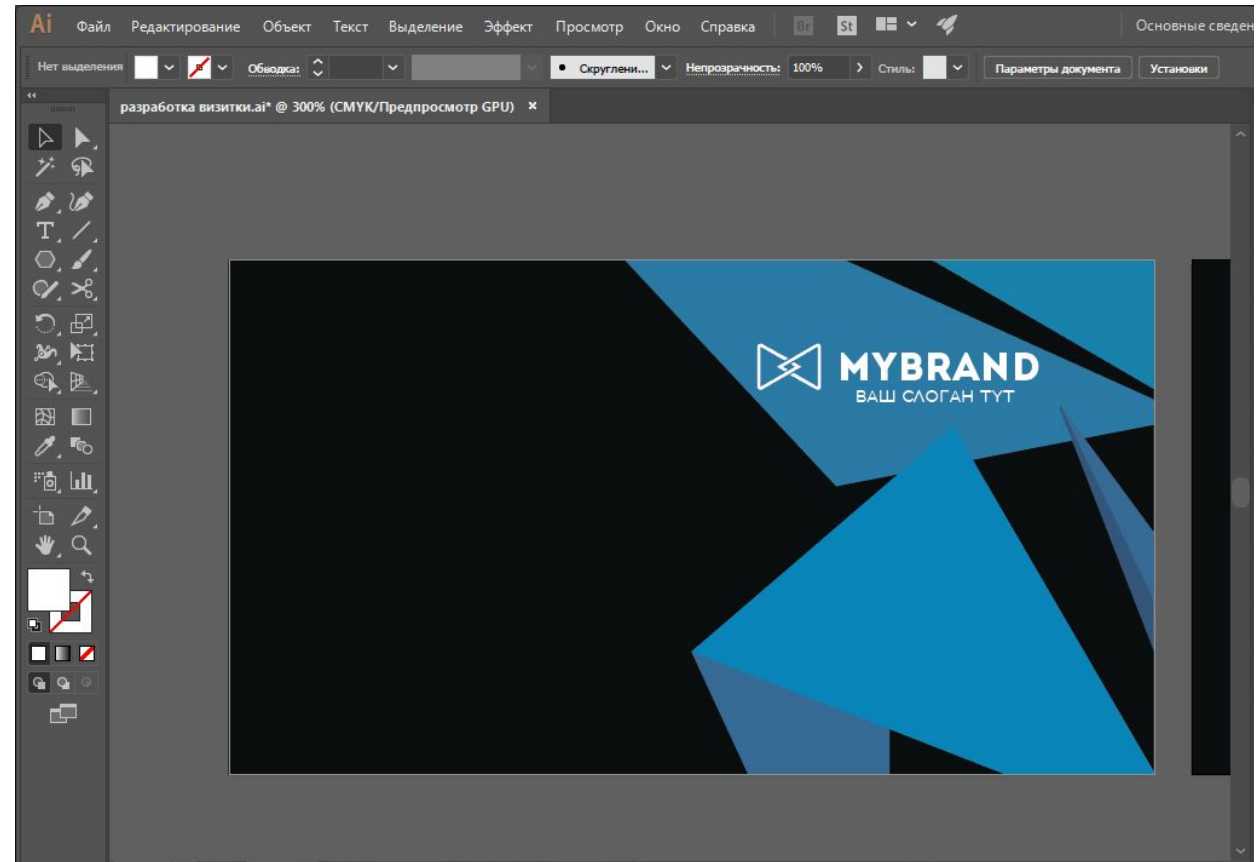 Ai Файл Редактирование Объект Текст Выделение Эффект Просмотр Окно Справка Br St Основные сведен
Нет выделения Обводка: Скруглени... Непрозрачность: 100% Стиль: Параметры документа Установки
разработка визитки.ai* @ 300% (CMYK/Предпросмотр GPU) ×
MYBRAND
ВАШ СЛОГАН ТУТ